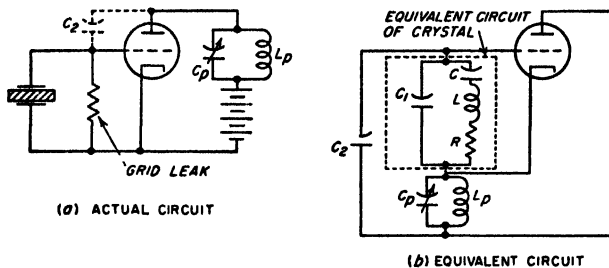 C2
Cp
Lp
GRID LEAK
(a) ACTUAL CIRCUIT
EQUIVALENT CIRCUIT
OF CRYSTAL
C
C1
L
R
C2
Cp
Lp
(b) EQUIVALENT CIRCUIT